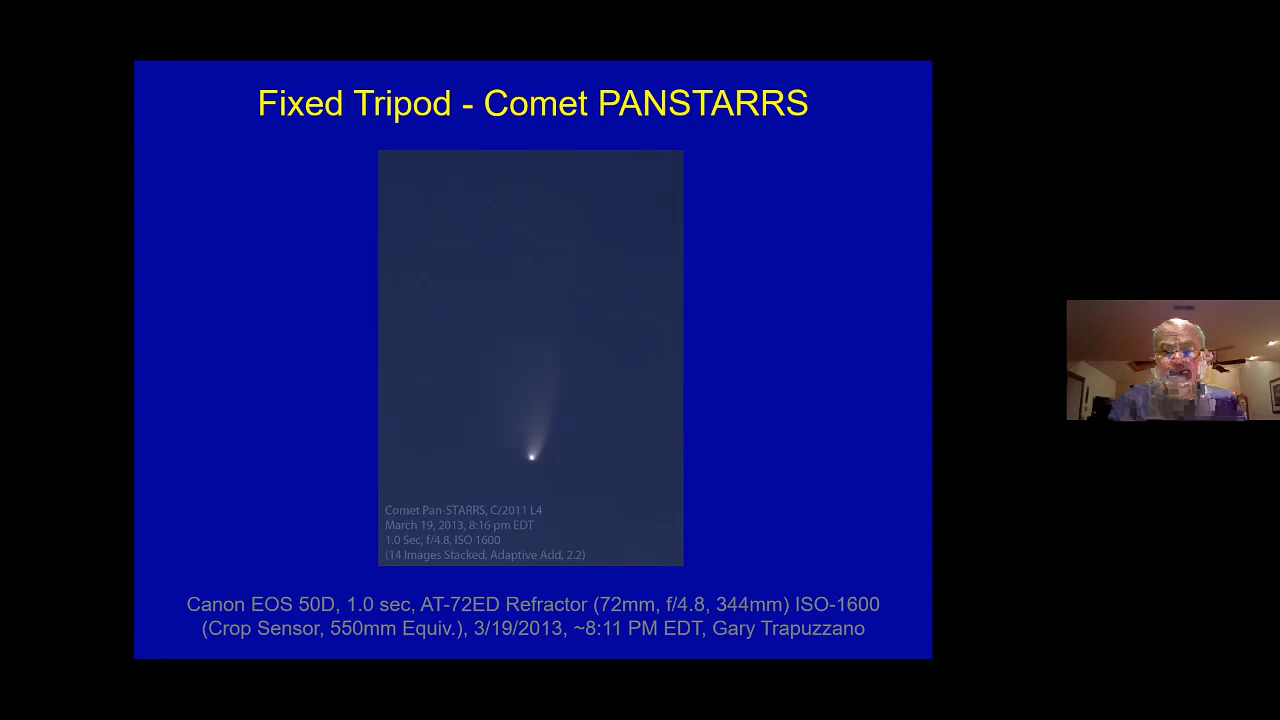 Fixed Tripod - Comet PANSTARRS
Comet Pan-STARRS, C/2011 L4
March 19, 2013, 8:16 pm EDT
1.0 Sec, f/4.8, ISO 1600
(14 Images Stacked, Adaptive Add, 2.2)
Canon EOS 50D, 1.0 sec, AT-72ED Refractor (72mm, f/4.8, 344mm) ISO-1600
(Crop Sensor, 550mm Equiv.), 3/19/2013, ~8:11 PM EDT, Gary Trapuzzano